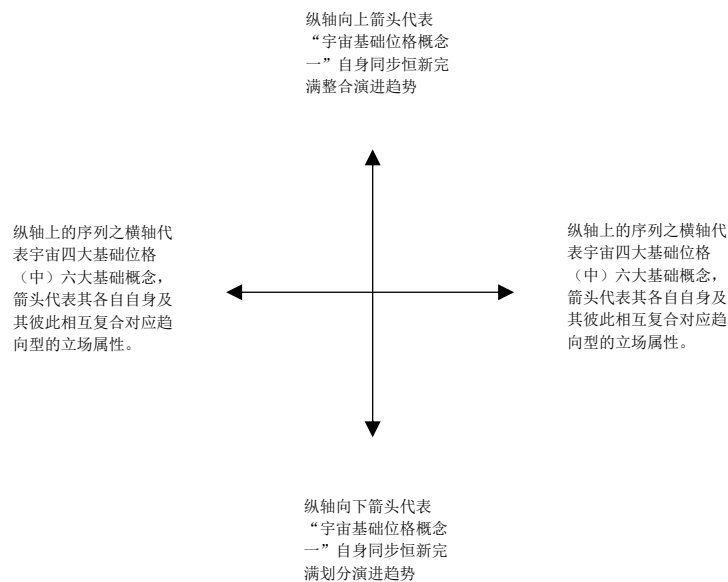 纵轴向上箭头代表
“宇宙基础位格概念
一”自身同步恒新完
满整合演进趋势
纵轴上的序列之横轴代
表宇宙四大基础位格
（中）六大基础概念，
箭头代表其各自自身及
其彼此相互复合对应趋
向型的立场属性。
纵轴上的序列之横轴代
表宇宙四大基础位格
（中）六大基础概念，
箭头代表其各自自身及
其彼此相互复合对应趋
向型的立场属性。
纵轴向下箭头代表
“宇宙基础位格概念
一”自身同步恒新完
满划分演进趋势